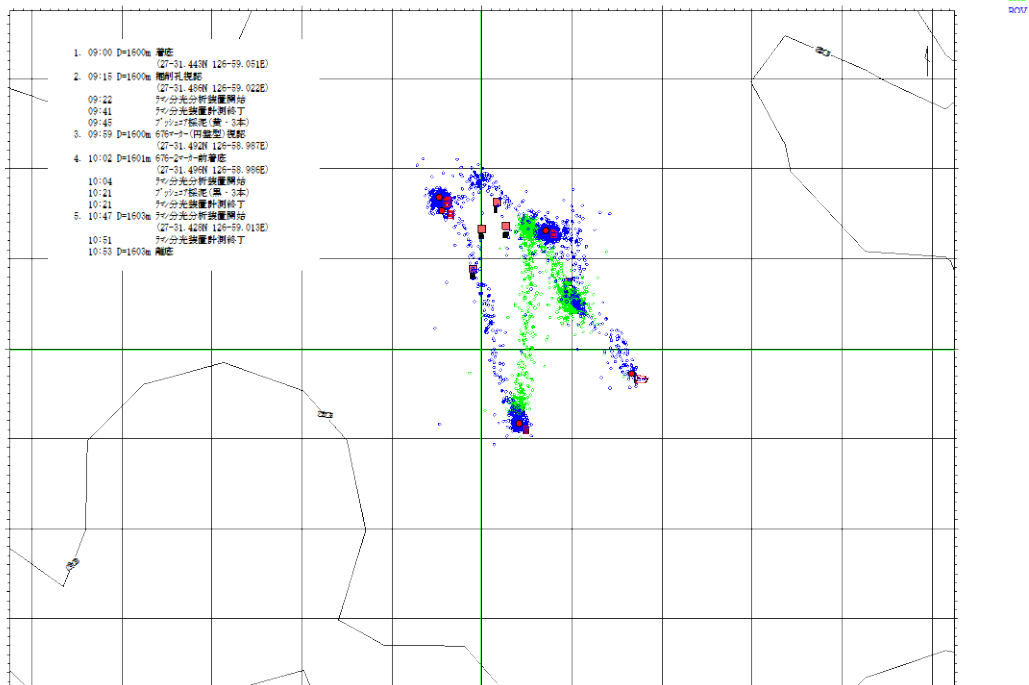 ROV
1. 09:00 D=1600m 着底
(27-31.443N 126-59.051E)
2. 09:15 D=1600m 掘削孔視認
(27-31.486N 126-59.022E)
09:22 ラマン分光分析装置開始
09:41 ラマン分光装置計測終了
09:45 プッシュコア採泥(黄・3本)
3. 09:59 D=1600m 676マーカー(円盤型)視認
(27-31.492N 126-58.987E)
4. 10:02 D=1601m 676-2マーカー前着底
(27-31.496N 126-58.986E)
10:04 ラマン分光分析装置開始
10:21 プッシュコア採泥(黒・3本)
10:21 ラマン分光装置計測終了
5. 10:47 D=1603m ラマン分光分析装置開始
(27-31.428N 126-59.013E)
10:51 ラマン分光装置計測終了
10:53 D=1603m 離底